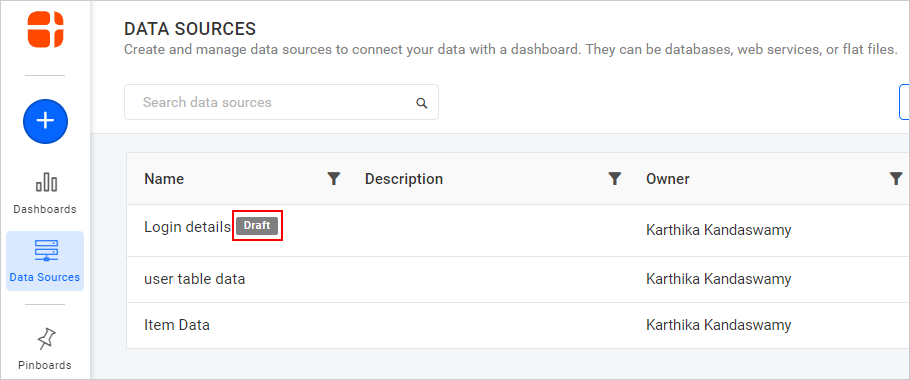 DATA SOURCES
Create and manage data sources to connect your data with a dashboard. They can be databases, web services, or flat files.
Search data sources
Dashboards
Data Sources
Pinboards
Name Description Owner
Login details Draft Karthika Kandaswamy
user table data Karthika Kandaswamy
Item Data Karthika Kandaswamy